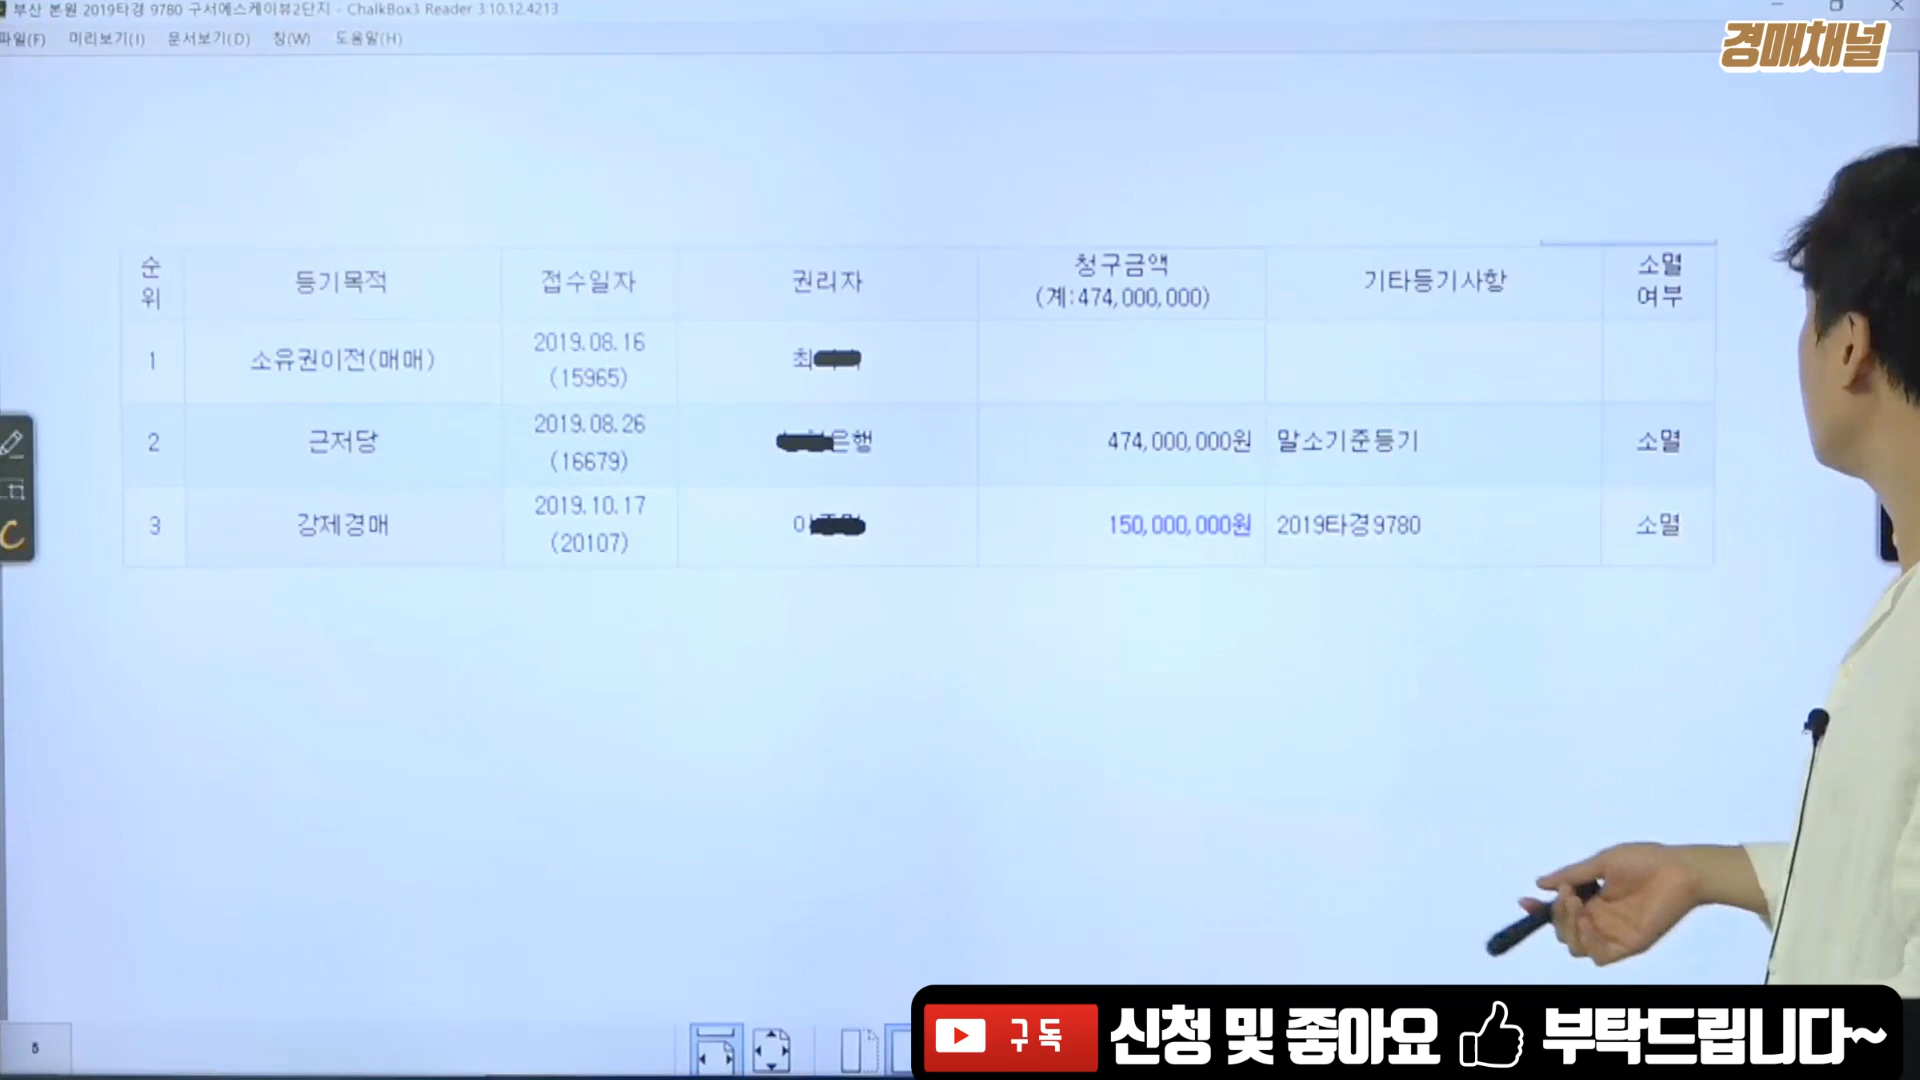 부산 본원 2019타경 9780 구서에스케이뷰2단지 - ChalkBox3 Reader 3.10.12.4213
파일(F) 미리보기(I) 문서보기(D) 창(W) 도움말(H)
경매채널
순위 등기목적 접수일자 권리자 청구금액 (계:474,000,000) 기타등기사항 소멸여부
1 소유권이전(매매) 2019.08.16 (15965) 최
2 근저당 2019.08.26 (16679) 은행 474,000,000원 말소기준등기 소멸
3 강제경매 2019.10.17 (20107) 이 150,000,000원 2019타경9780 소멸
5
구독 신청 및 좋아요 부탁드립니다~